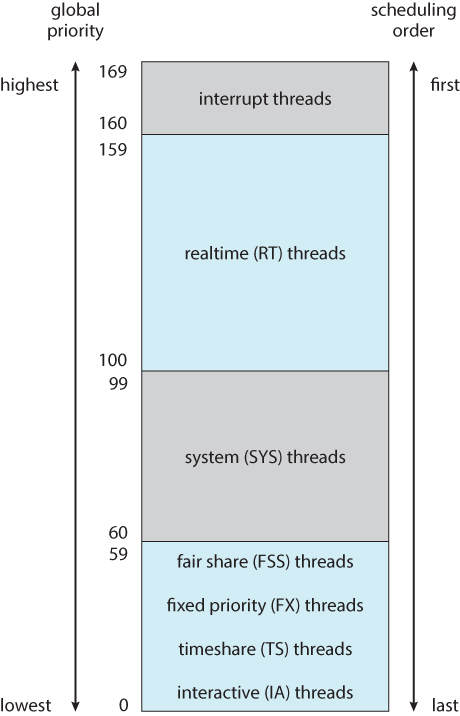 global
priority
scheduling
order
highest
169
first
interrupt threads
160
159
realtime (RT) threads
100
99
system (SYS) threads
60
59
fair share (FSS) threads
fixed priority (FX) threads
timeshare (TS) threads
interactive (IA) threads
lowest
0
last